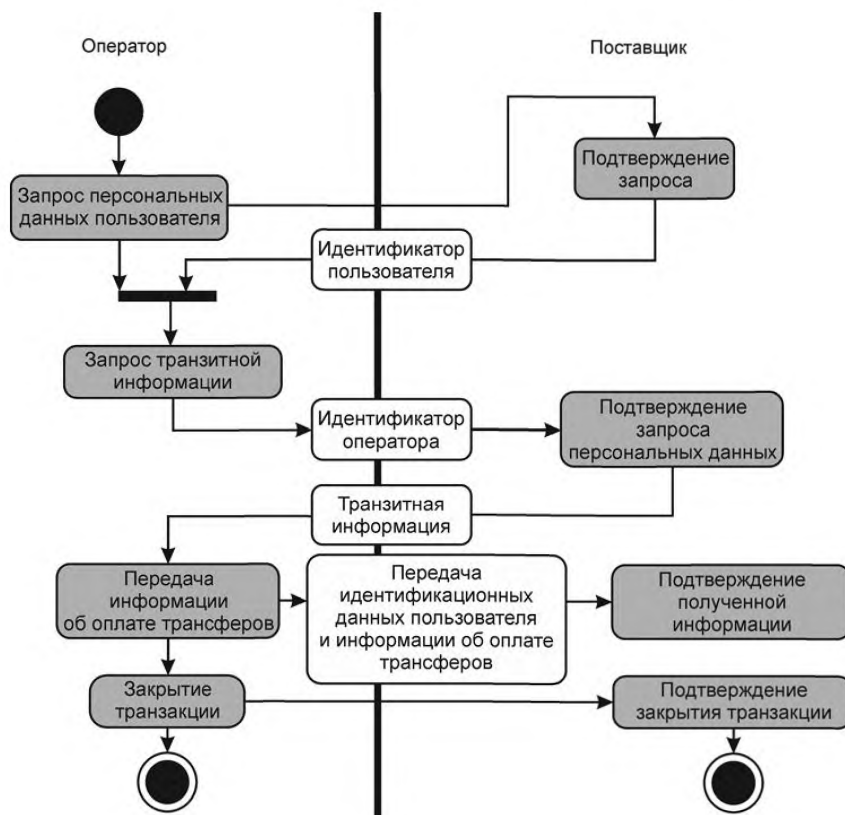 Оператор
Поставщик
Запрос персональных
данных пользователя
Подтверждение
запроса
Идентификатор
пользователя
Запрос транзитной
информации
Идентификатор
оператора
Подтверждение
запроса
персональных данных
Транзитная
информация
Передача
информации
об оплате трансферов
Передача
идентификационных
данных пользователя
и информации об оплате
трансферов
Подтверждение
полученной
информации
Закрытие
транзакции
Подтверждение
закрытия транзакции